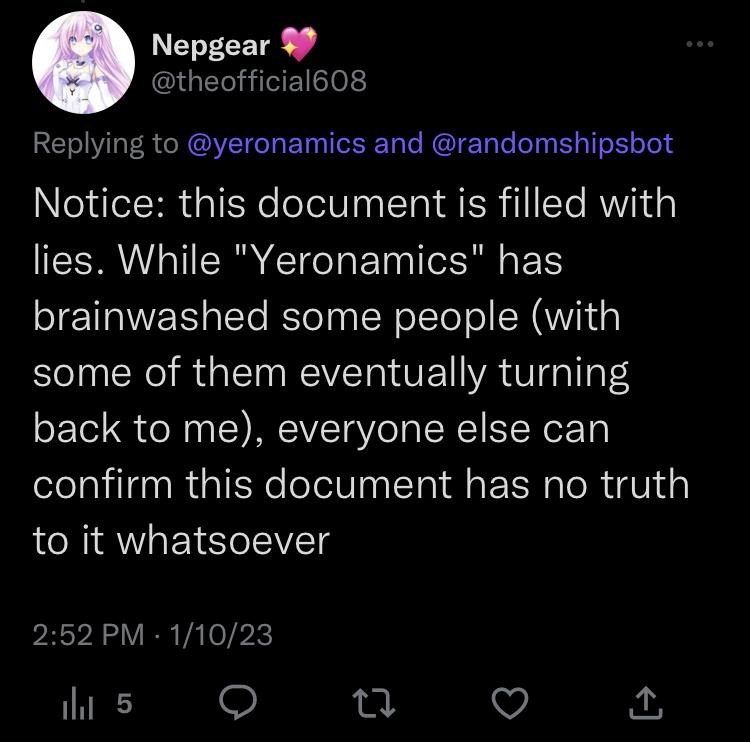 Nepgear 💖
@theofficial608
Replying to @yeronamics and @randomshipsbot
Notice: this document is filled with
lies. While "Yeronamics" has
brainwashed some people (with
some of them eventually turning
back to me), everyone else can
confirm this document has no truth
to it whatsoever
2:52 PM · 1/10/23
5